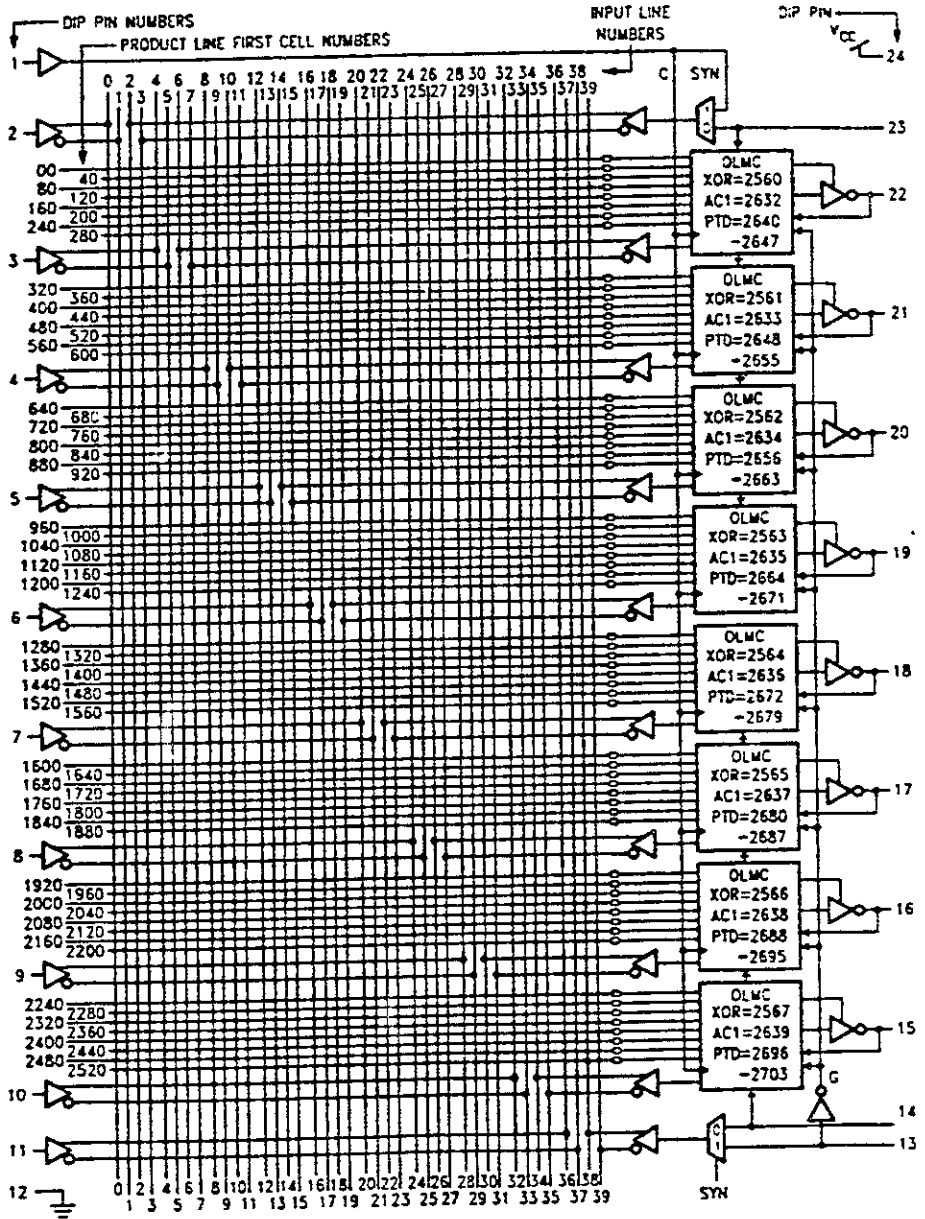 DIP PIN NUMBERS
INPUT LINE
NUMBERS
DIP PIN
PRODUCT LINE FIRST CELL NUMBERS
VCC
24
1
C SYN
0 2 4 6 8 10 12 14 16 18 20 22 24 26 28 30 32 34 36 38
1 3 5 7 9 11 13 15 17 19 21 23 25 27 29 31 33 35 37 39
2
1
0
23
00
40
80
120
160
200
240
280
OLMC
XOR=2560
AC1=2632
PTD=2640
-2647
22
3
320
360
400
440
480
520
560
600
OLMC
XOR=2561
AC1=2633
PTD=2648
-2655
21
4
640
680
720
760
800
840
880
920
OLMC
XOR=2562
AC1=2634
PTD=2656
-2663
20
5
960
1000
1040
1080
1120
1160
1200
1240
OLMC
XOR=2563
AC1=2635
PTD=2664
-2671
19
6
1280
1320
1360
1400
1440
1480
1520
1560
OLMC
XOR=2564
AC1=2636
PTD=2672
-2679
18
7
1600
1640
1680
1720
1760
1800
1840
1880
OLMC
XOR=2565
AC1=2637
PTD=2680
-2687
17
8
1920
1960
2000
2040
2080
2120
2160
2200
OLMC
XOR=2566
AC1=2638
PTD=2688
-2695
16
9
2240
2280
2320
2360
2400
2440
2480
2520
OLMC
XOR=2567
AC1=2639
PTD=2696
-2703
15
10
G
14
11
0
1
13
12
SYN
0 2 4 6 8 10 12 14 16 18 20 22 24 26 28 30 32 34 36 38
1 3 5 7 9 11 13 15 17 19 21 23 25 27 29 31 33 35 37 39